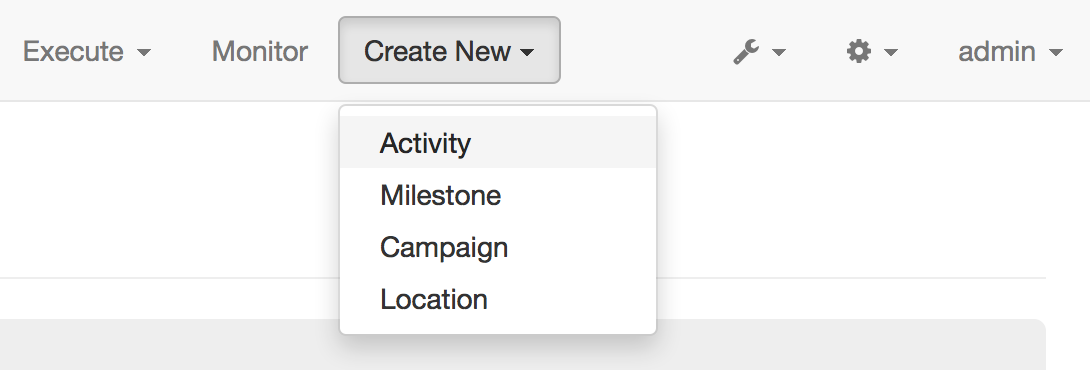 Execute Monitor Create New admin
Activity
Milestone
Campaign
Location